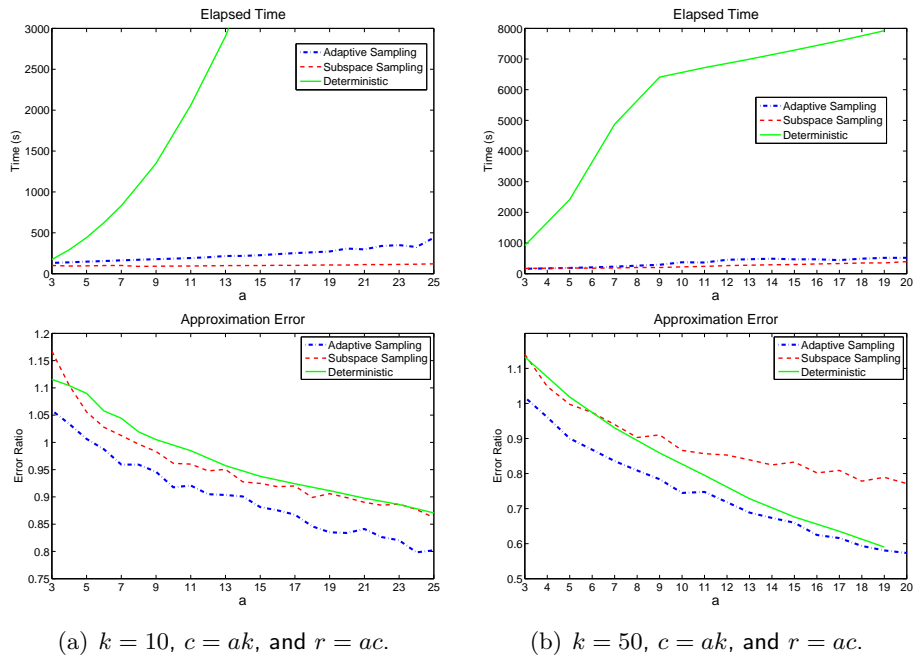 Elapsed Time
3000
2500
2000
1500
1000
500
0
Time (s)
Adaptive Sampling
Subspace Sampling
Deterministic
3 5 7 9 11 13 15 17 19 21 23 25
a
Elapsed Time
8000
7000
6000
5000
4000
3000
2000
1000
0
Time (s)
Adaptive Sampling
Subspace Sampling
Deterministic
3 4 5 6 7 8 9 10 11 12 13 14 15 16 17 18 19 20
a
Approximation Error
1.2
1.15
1.1
1.05
1
0.95
0.9
0.85
0.8
0.75
Error Ratio
Adaptive Sampling
Subspace Sampling
Deterministic
3 5 7 9 11 13 15 17 19 21 23 25
a
Approximation Error
1.1
1
0.9
0.8
0.7
0.6
0.5
Error Ratio
Adaptive Sampling
Subspace Sampling
Deterministic
3 4 5 6 7 8 9 10 11 12 13 14 15 16 17 18 19 20
a
(a) k = 10, c = ak, and r = ac.
(b) k = 50, c = ak, and r = ac.